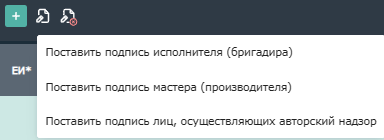 Поставить подпись исполнителя (бригадира)
ЕИ*
Поставить подпись мастера (производителя)
Поставить подпись лиц, осуществляющих авторский надзор